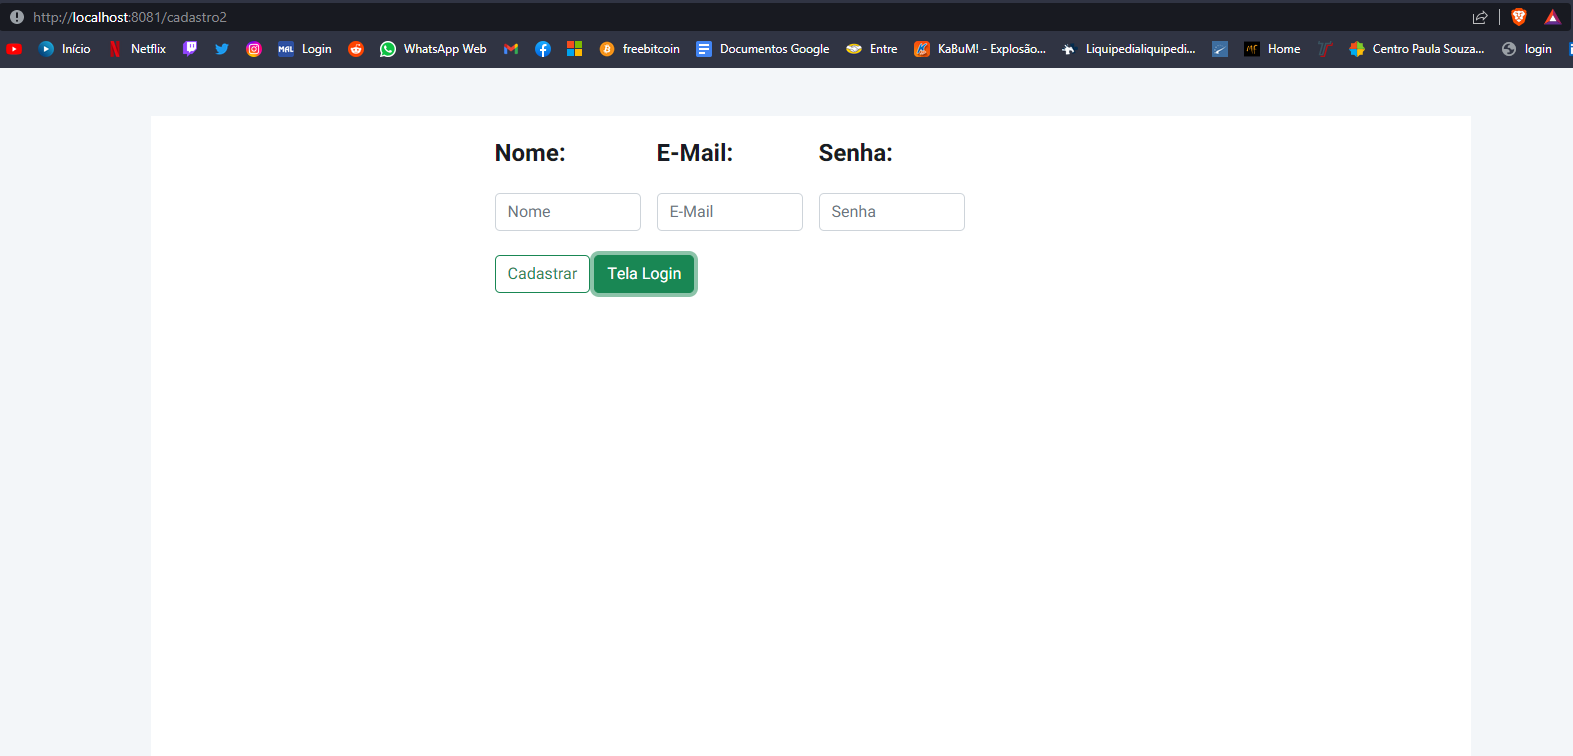 http://localhost:8081/cadastro2
Início Netflix MAL Login WhatsApp Web freebitcoin Documentos Google Entre KaBuM! - Explosão... Liquipedialiquipedi... MF Home Centro Paula Souza... login
Nome: E-Mail: Senha:
Nome E-Mail Senha
Cadastrar Tela Login